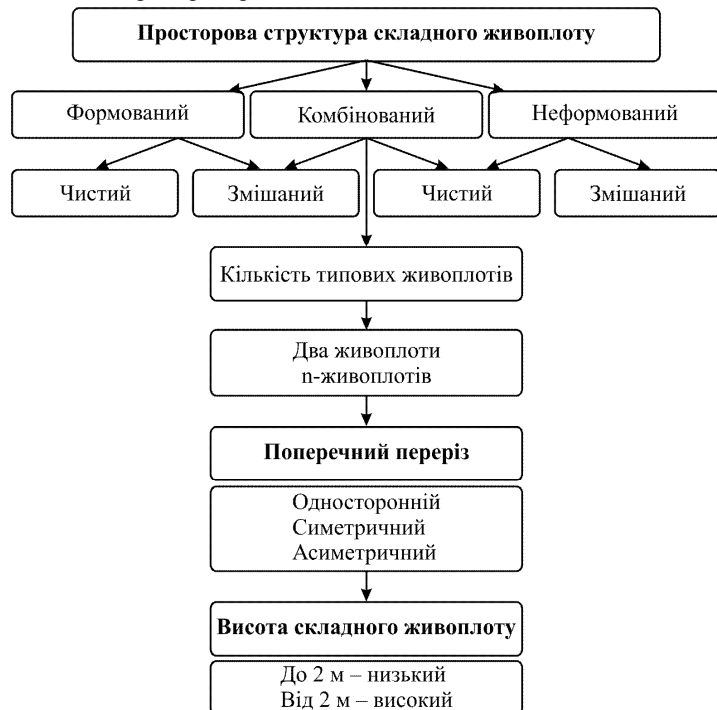 Просторова структура складного живоплоту
Формований
Комбінований
Неформований
Чистий
Змішаний
Чистий
Змішаний
Кількість типових живоплотів
Два живоплоти
n-живоплотів
Поперечний переріз
Односторонній
Симетричний
Асиметричний
Висота складного живоплоту
До 2 м – низький
Від 2 м – високий